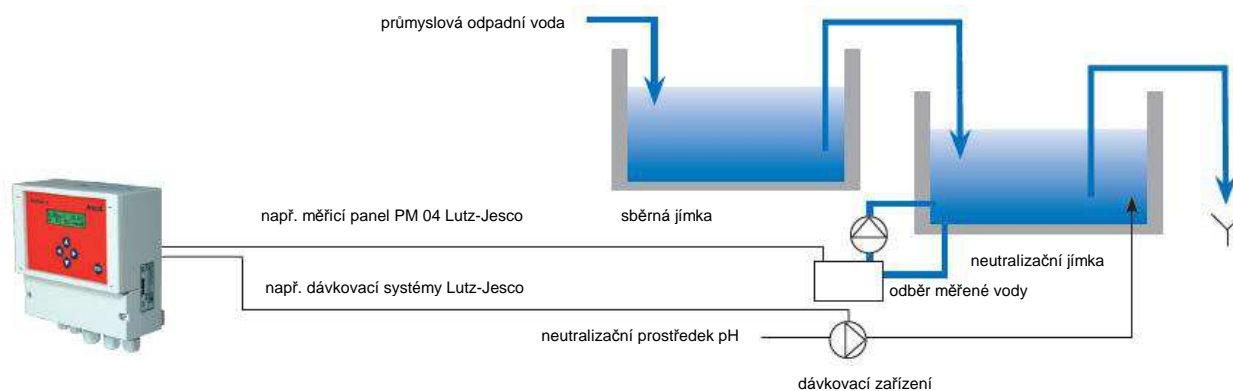 průmyslová odpadní voda
např. měřicí panel PM 04 Lutz-Jesco
sběrná jímka
neutralizační jímka
např. dávkovací systémy Lutz-Jesco
odběr měřené vody
neutralizační prostředek pH
dávkovací zařízení